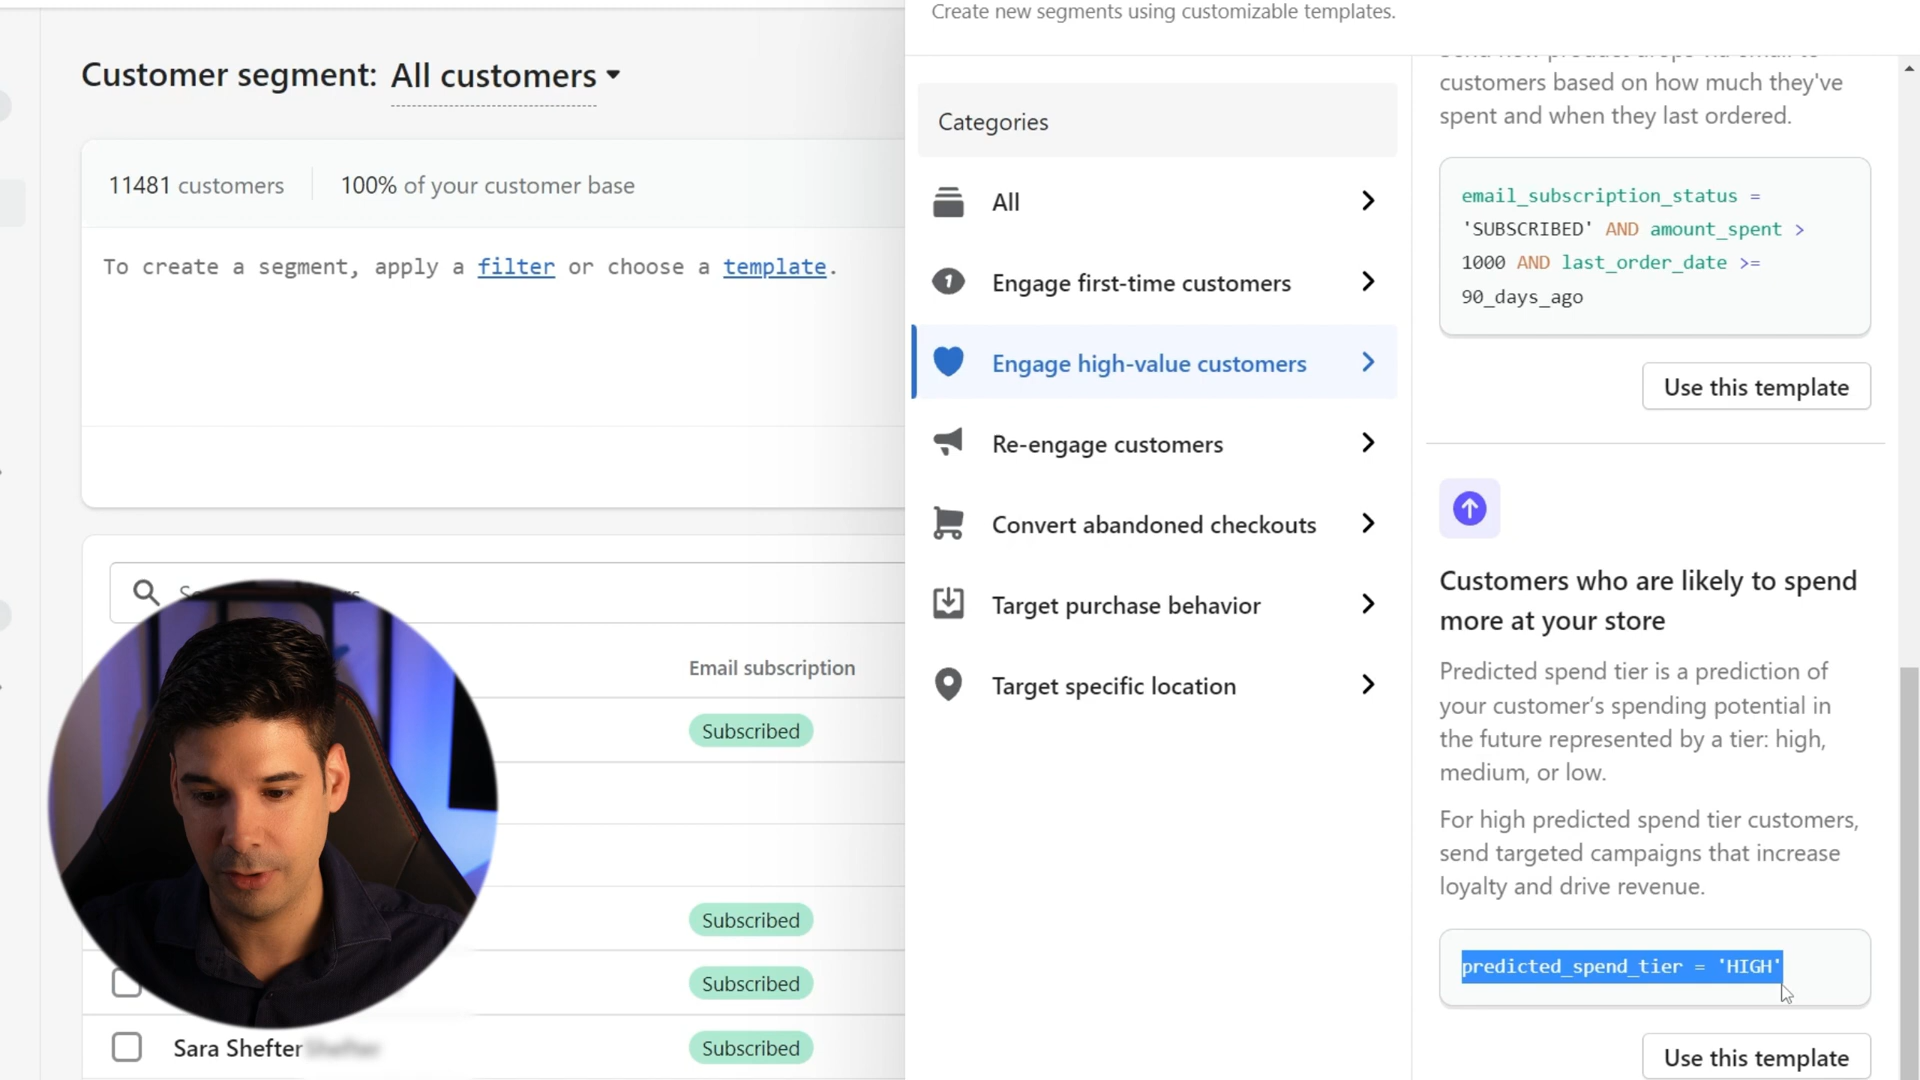 Create new segments using customizable templates.
Customer segment: All customers
11481 customers
100% of your customer base
To create a segment, apply a filter or choose a template.
Email subscription
Subscribed
Subscribed
Subscribed
Sara Shefter
Subscribed
Categories
All
1
Engage first-time customers
Engage high-value customers
Re-engage customers
Convert abandoned checkouts
Target purchase behavior
Target specific location
customers based on how much they've
spent and when they last ordered.
email_subscription_status =
'SUBSCRIBED' AND amount_spent >
1000 AND last_order_date >=
90_days_ago
Use this template
Customers who are likely to spend
more at your store
Predicted spend tier is a prediction of
your customer’s spending potential in
the future represented by a tier: high,
medium, or low.
For high predicted spend tier customers,
send targeted campaigns that increase
loyalty and drive revenue.
predicted_spend_tier = 'HIGH'
Use this template